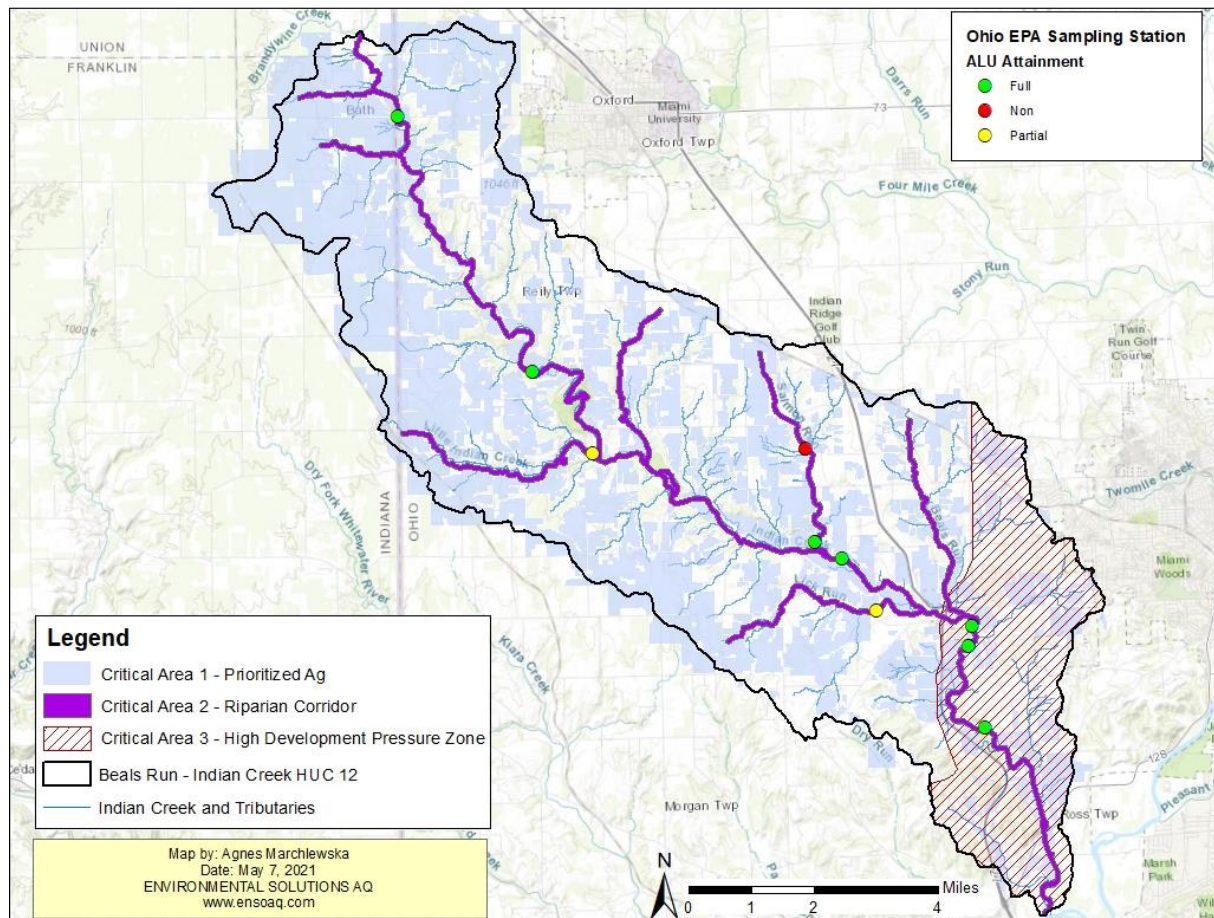 UNION
FRANKLIN
Brandywine Creek
Bath
Oxford
Miami
University
Oxford Twp
73
Darrs Run
Ohio EPA Sampling Station
ALU Attainment
Full
Non
Partial
1046 ft
Four Mile Creek
Stony Run
1000 ft
Reily Twp
Indian
Ridge
Golf
Club
Twin
Run Golf
Course
Little Indian Creek
INDIANA
OHIO
Dry Fork Whitewater
River
Twomile Creek
Miami
Woods
Lick Run
Beals Run
Kiata Creek
Dry Run
128
Pleasant
Morgan Twp
Ross Twp
Marsh
Park
Legend
Critical Area 1 - Prioritized Ag
Critical Area 2 - Riparian Corridor
Critical Area 3 - High Development Pressure Zone
Beals Run - Indian Creek HUC 12
Indian Creek and Tributaries
Map by: Agnes Marchlewska
Date: May 7, 2021
ENVIRONMENTAL SOLUTIONS AQ
www.ensoaq.com
N
Miles
0 1 2 4